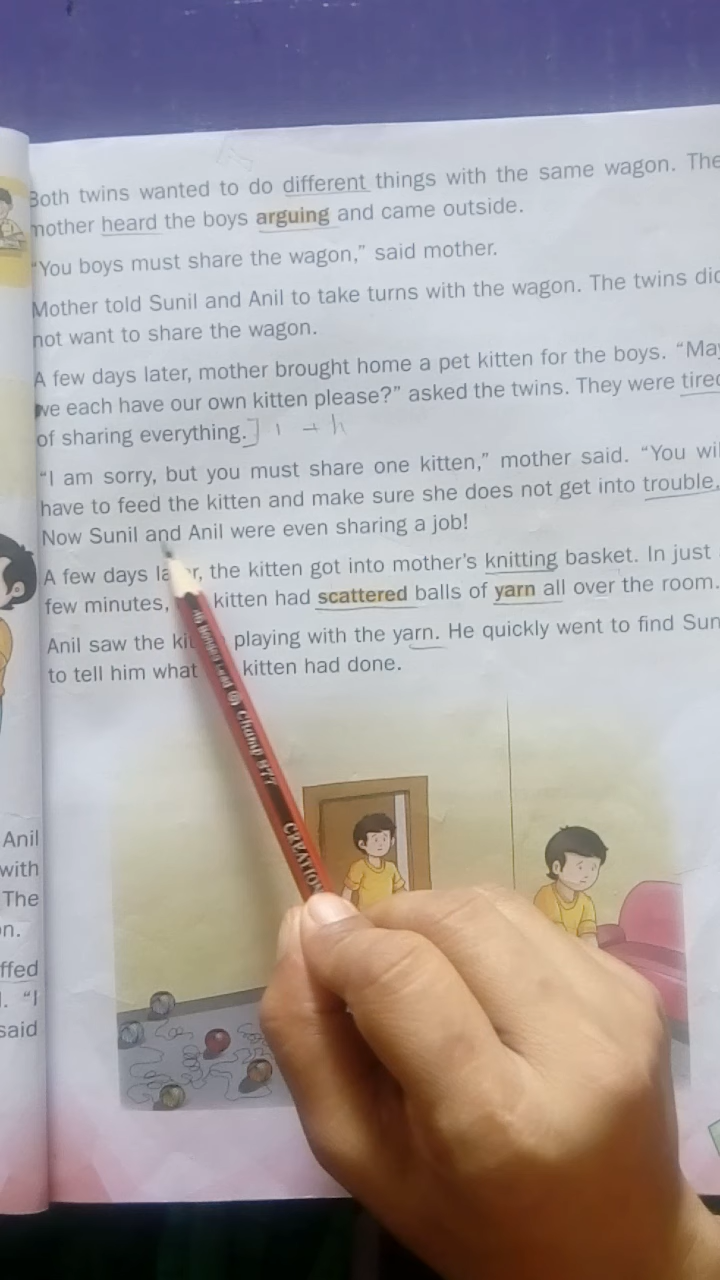 Both twins wanted to do different things with the same wagon. The
mother heard the boys arguing and came outside.
“You boys must share the wagon,” said mother.
Mother told Sunil and Anil to take turns with the wagon. The twins did
not want to share the wagon.
A few days later, mother brought home a pet kitten for the boys. “May
we each have our own kitten please?” asked the twins. They were tired
of sharing everything.
“I am sorry, but you must share one kitten,” mother said. “You wil
have to feed the kitten and make sure she does not get into trouble.
Now Sunil and Anil were even sharing a job!
A few days la r, the kitten got into mother's knitting basket. In just
few minutes, kitten had scattered balls of yarn all over the room.
Anil saw the ki playing with the yarn. He quickly went to find Sun
to tell him what kitten had done.
Anil
with
The
n.
ffed
. “I
said
CREATION Champ 977